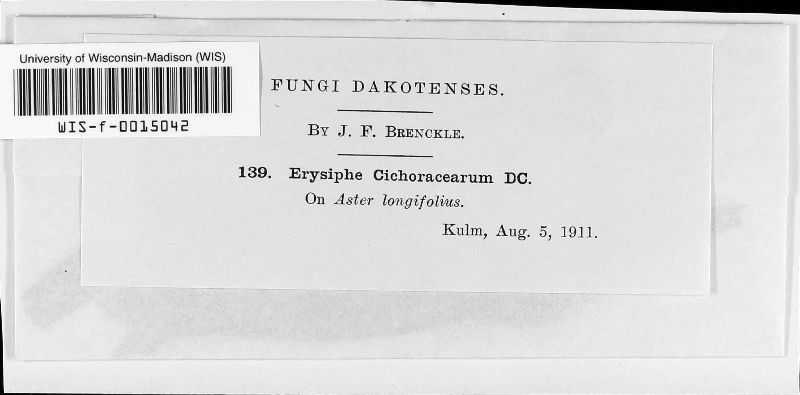 University of Wisconsin-Madison (WIS)
WIS-f-0015042
FUNGI DAKOTENSES.
BY J. F. BRENCKLE.
139. Erysiphe Cichoracearum DC.
On Aster longifolius.
Kulm, Aug. 5, 1911.